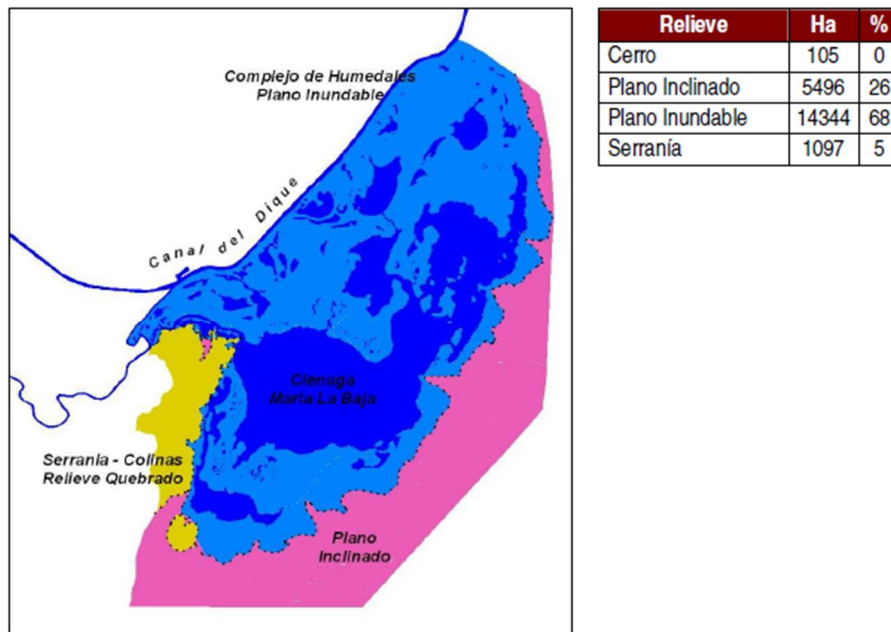 Complejo de Humedales
Plano Inundable
Canal del Dique
Cienaga
Maria La Baja
Serrania - Colinas
Relieve Quebrado
Plano
Inclinado
Relieve Ha %
Cerro 105 0
Plano Inclinado 5496 26
Plano Inundable 14344 68
Serranía 1097 5